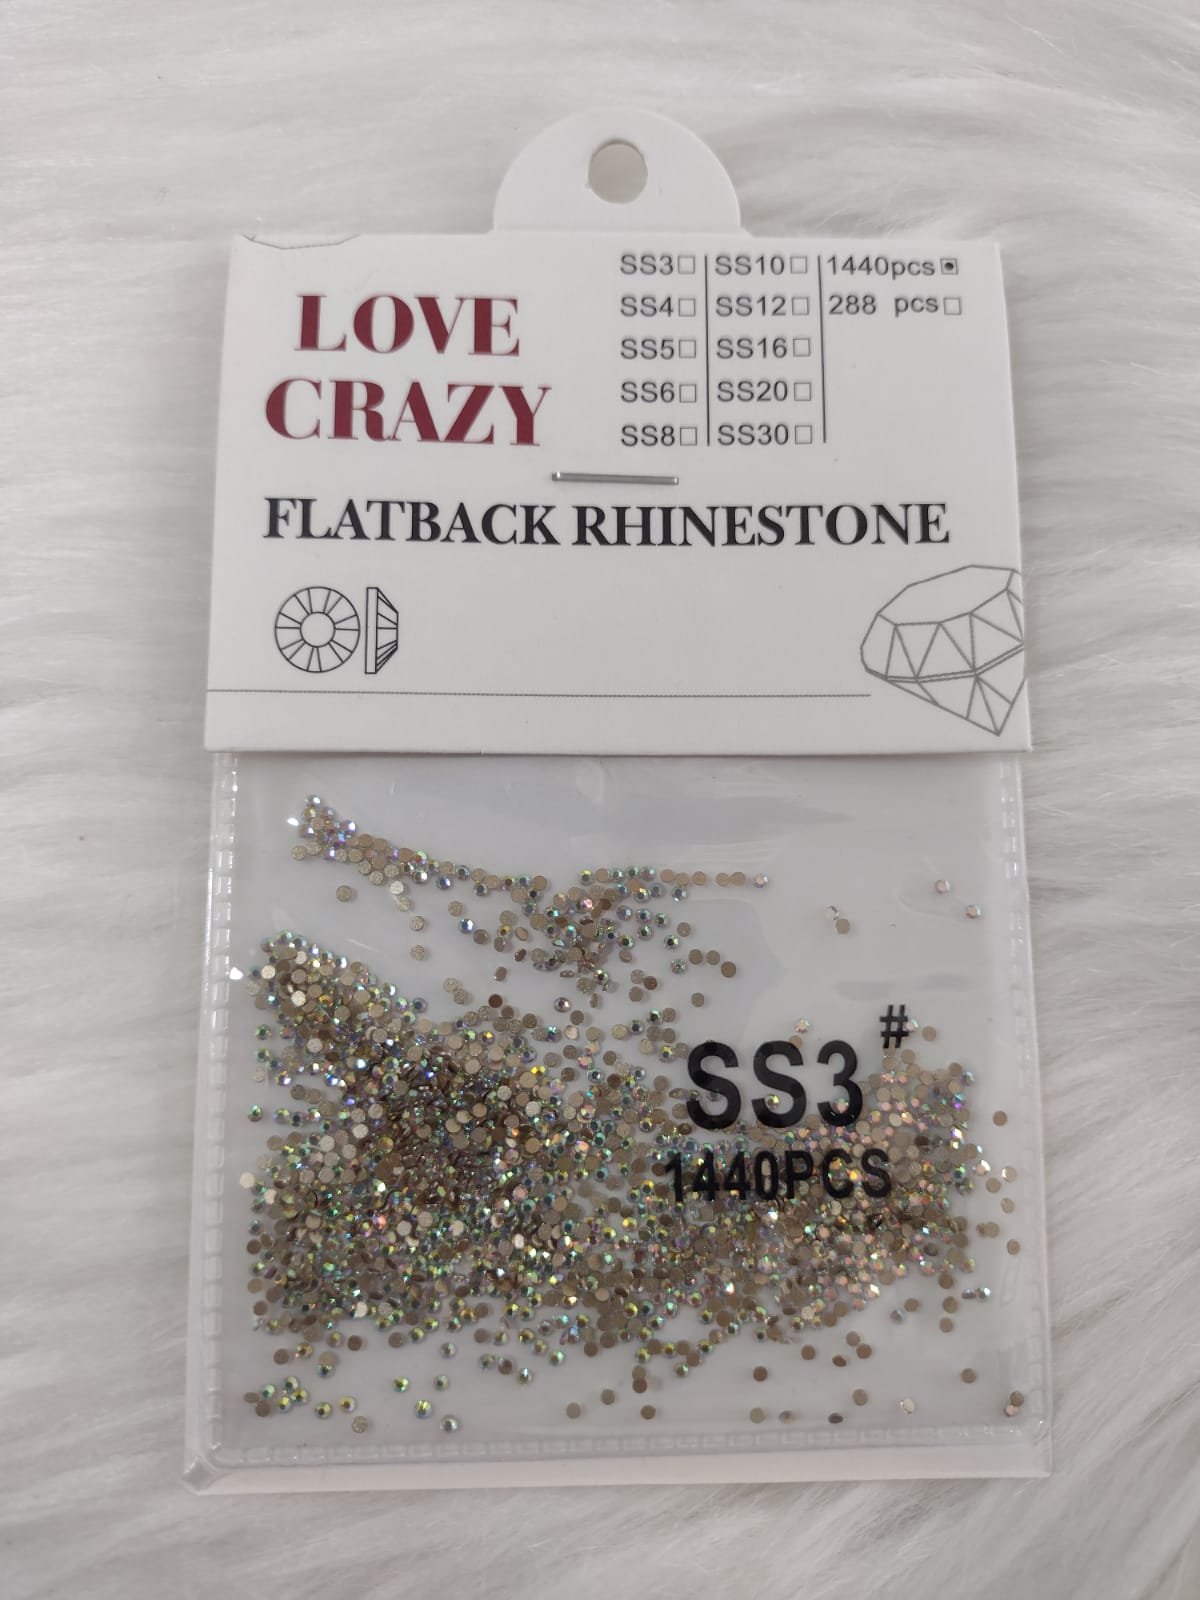 LOVE
CRAZY
SS3☐ SS10☐ 1440pcs▣
SS4☐ SS12☐ 288 pcs☐
SS5☐ SS16☐
SS6☐ SS20☐
SS8☐ SS30☐
FLATBACK RHINESTONE
SS3#
1440PCS